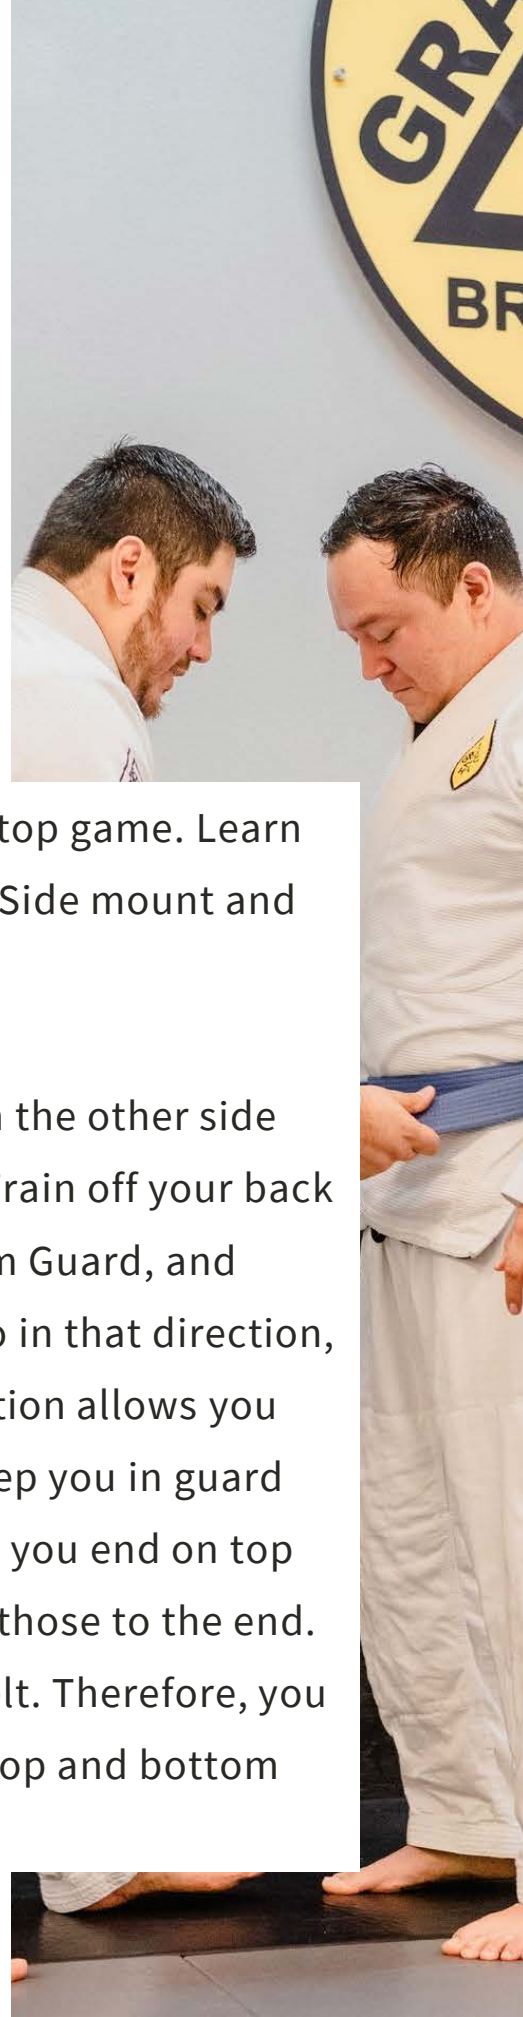 GRA
BR
top game. Learn
Side mount and
the other side
rain off your back
Guard, and
in that direction,
tion allows you
ep you in guard
you end on top
those to the end.
lt. Therefore, you
op and bottom